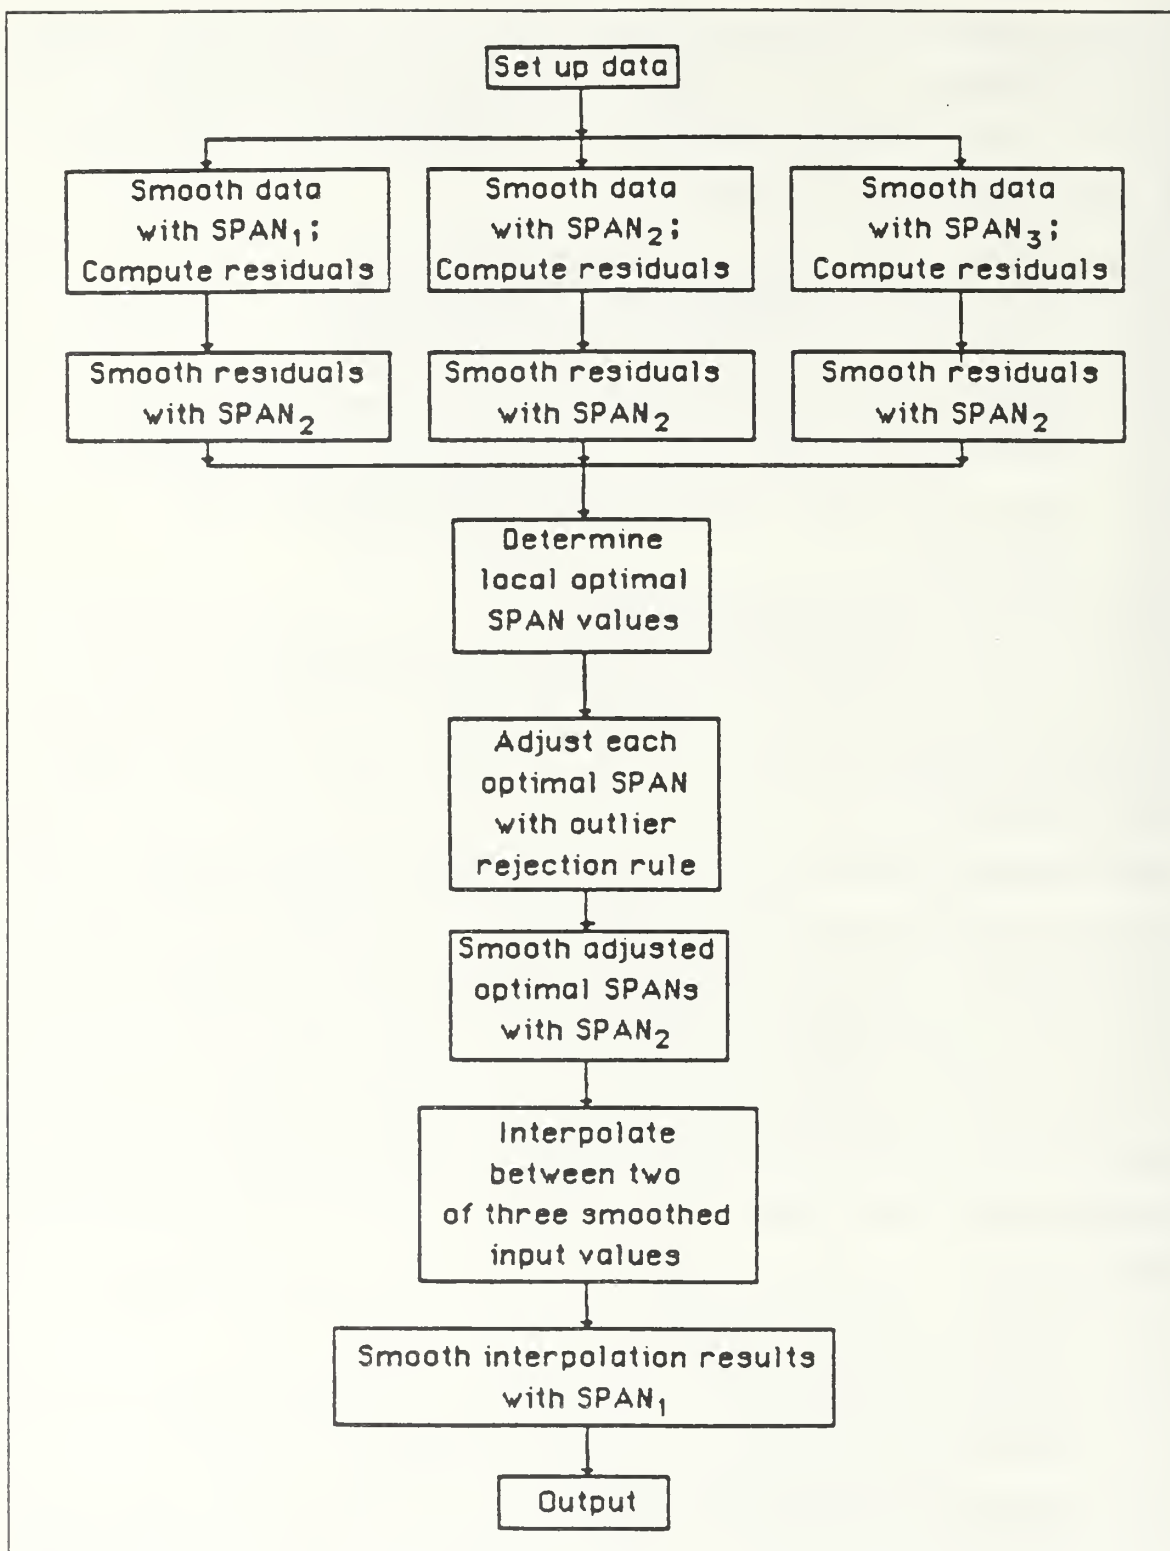 Set up data
Smooth data
with SPAN₁;
Compute residuals
Smooth data
with SPAN₂;
Compute residuals
Smooth data
with SPAN₃;
Compute residuals
Smooth residuals
with SPAN₂
Smooth residuals
with SPAN₂
Smooth residuals
with SPAN₂
Determine
local optimal
SPAN values
Adjust each
optimal SPAN
with outlier
rejection rule
Smooth adjusted
optimal SPANs
with SPAN₂
Interpolate
between two
of three smoothed
input values
Smooth interpolation results
with SPAN₁
Output